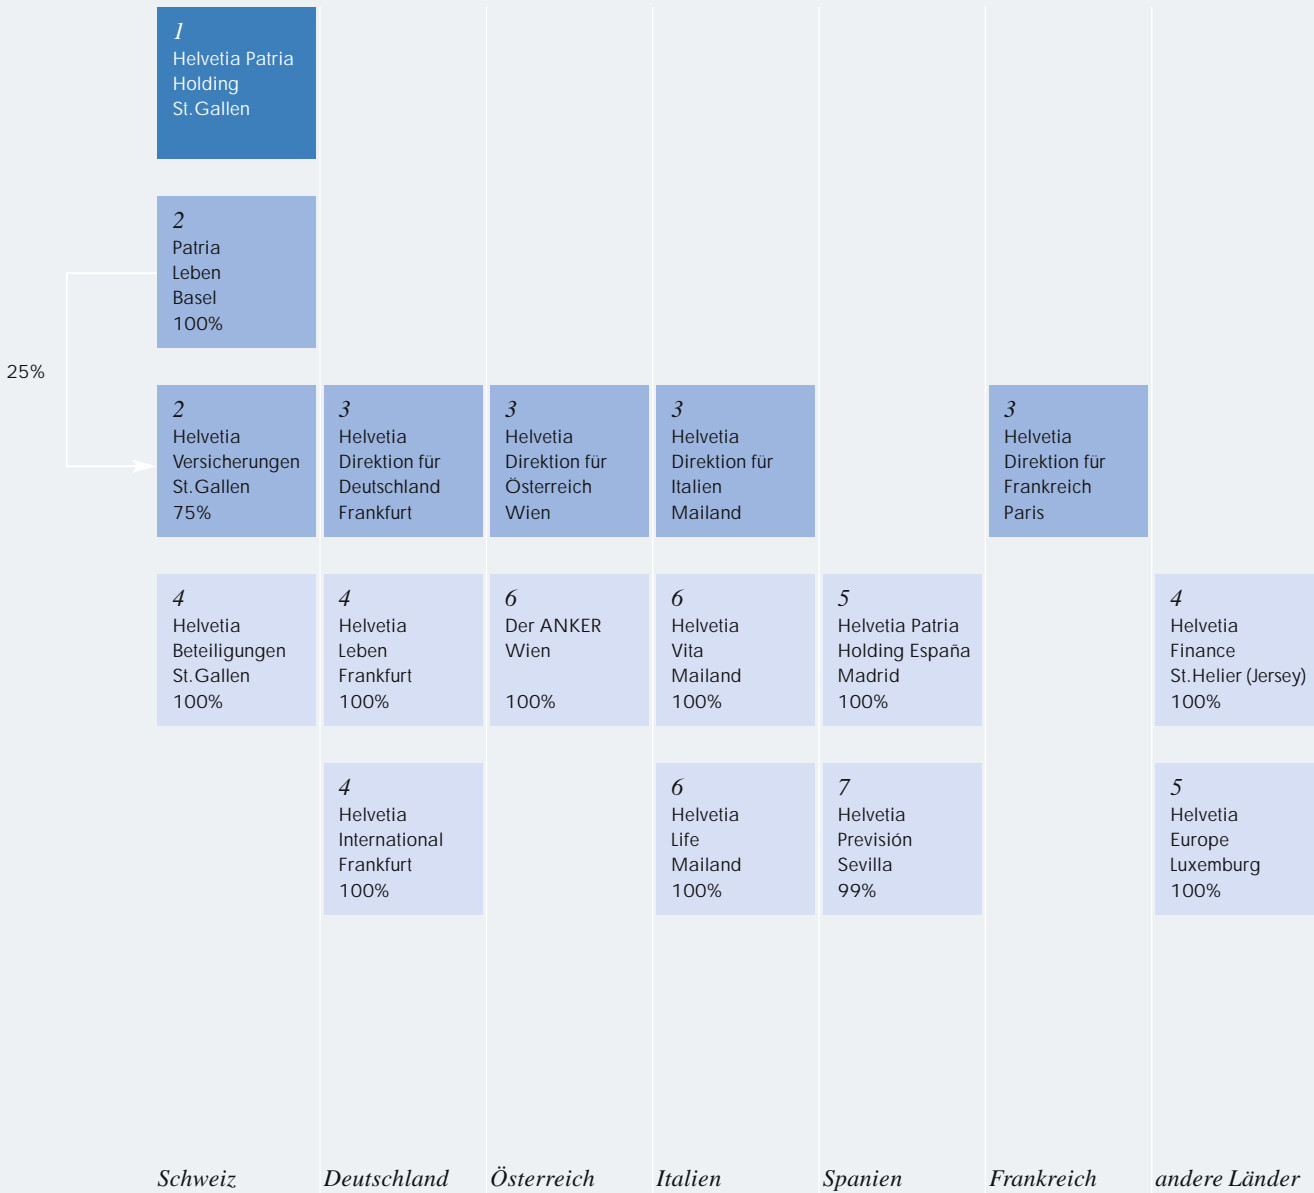 1
Helvetia Patria
Holding
St.Gallen
2
Patria
Leben
Basel
100%
25%
2
Helvetia
Versicherungen
St.Gallen
75%
3
Helvetia
Direktion für
Deutschland
Frankfurt
3
Helvetia
Direktion für
Österreich
Wien
3
Helvetia
Direktion für
Italien
Mailand
3
Helvetia
Direktion für
Frankreich
Paris
4
Helvetia
Beteiligungen
St.Gallen
100%
4
Helvetia
Leben
Frankfurt
100%
6
Der ANKER
Wien
100%
6
Helvetia
Vita
Mailand
100%
5
Helvetia Patria
Holding España
Madrid
100%
4
Helvetia
Finance
St.Helier (Jersey)
100%
4
Helvetia
International
Frankfurt
100%
6
Helvetia
Life
Mailand
100%
7
Helvetia
Previsión
Sevilla
99%
5
Helvetia
Europe
Luxemburg
100%
Schweiz
Deutschland
Österreich
Italien
Spanien
Frankreich
andere Länder